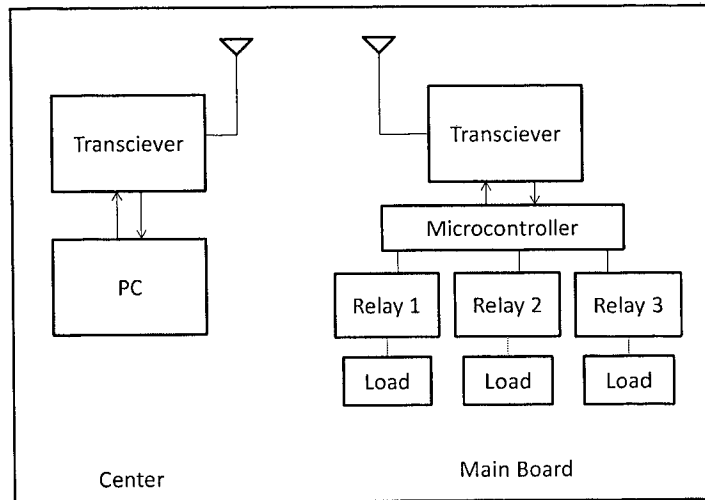 Transciever
PC
Center
Transciever
Microcontroller
Relay 1
Relay 2
Relay 3
Load
Load
Load
Main Board